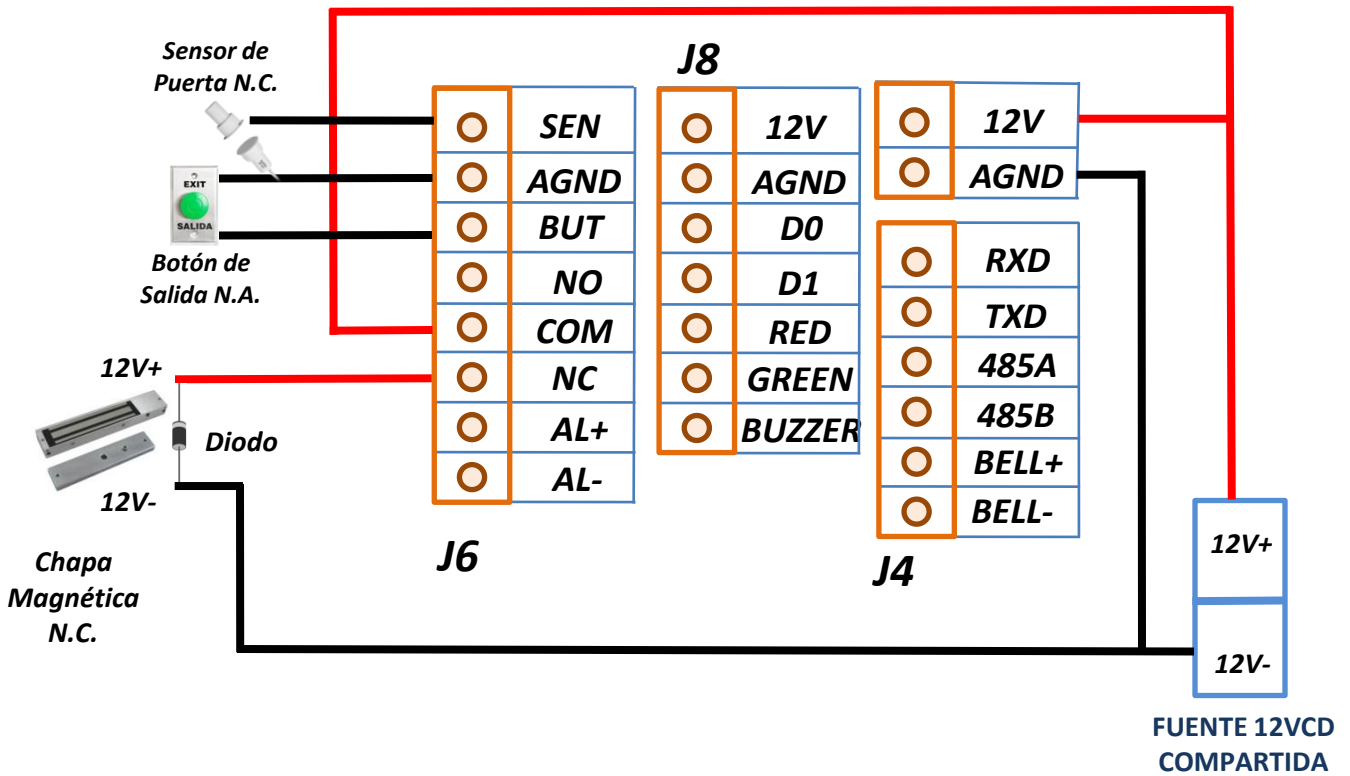 Sensor de
Puerta N.C.
EXIT
SALIDA
Botón de
Salida N.A.
12V+
Diodo
12V-
Chapa
Magnética
N.C.
SEN
AGND
BUT
NO
COM
NC
AL+
AL-
J6
J8
12V
AGND
D0
D1
RED
GREEN
BUZZER
12V
AGND
RXD
TXD
485A
485B
BELL+
BELL-
J4
12V+
12V-
FUENTE 12VCD
COMPARTIDA